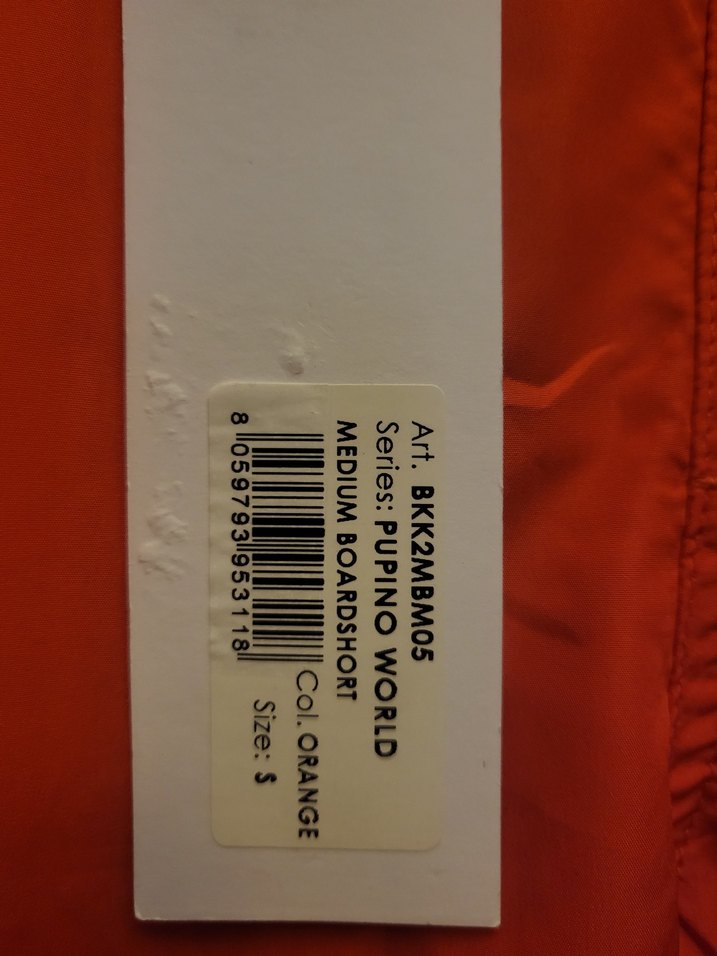 Art. BKK2MBM05
Series: PUPINO WORLD
MEDIUM BOARDSHORT
Col. ORANGE
Size: S
8 059793 953118